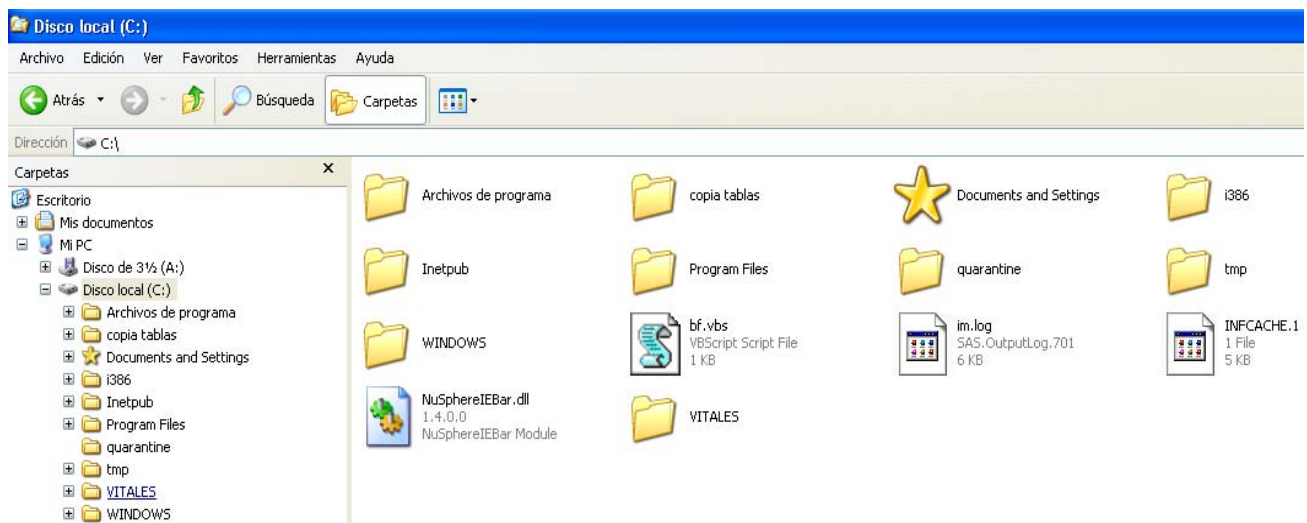 Disco local (C:)
Archivo Edición Ver Favoritos Herramientas Ayuda
Atrás Búsqueda Carpetas
Dirección C:\
Carpetas x
Escritorio
Mis documentos
Mi PC
Disco de 3½ (A:)
Disco local (C:)
Archivos de programa
copia tablas
Documents and Settings
i386
Inetpub
Program Files
quarantine
tmp
VITALES
WINDOWS
Archivos de programa
copia tablas
Documents and Settings
i386
Inetpub
Program Files
quarantine
tmp
WINDOWS
bf.vbs
VBScript Script File
1 KB
im.log
SAS.OutputLog.701
6 KB
INFCACHE.1
1 File
5 KB
NuSphereIEBar.dll
1.4.0.0
NuSphereIEBar Module
VITALES